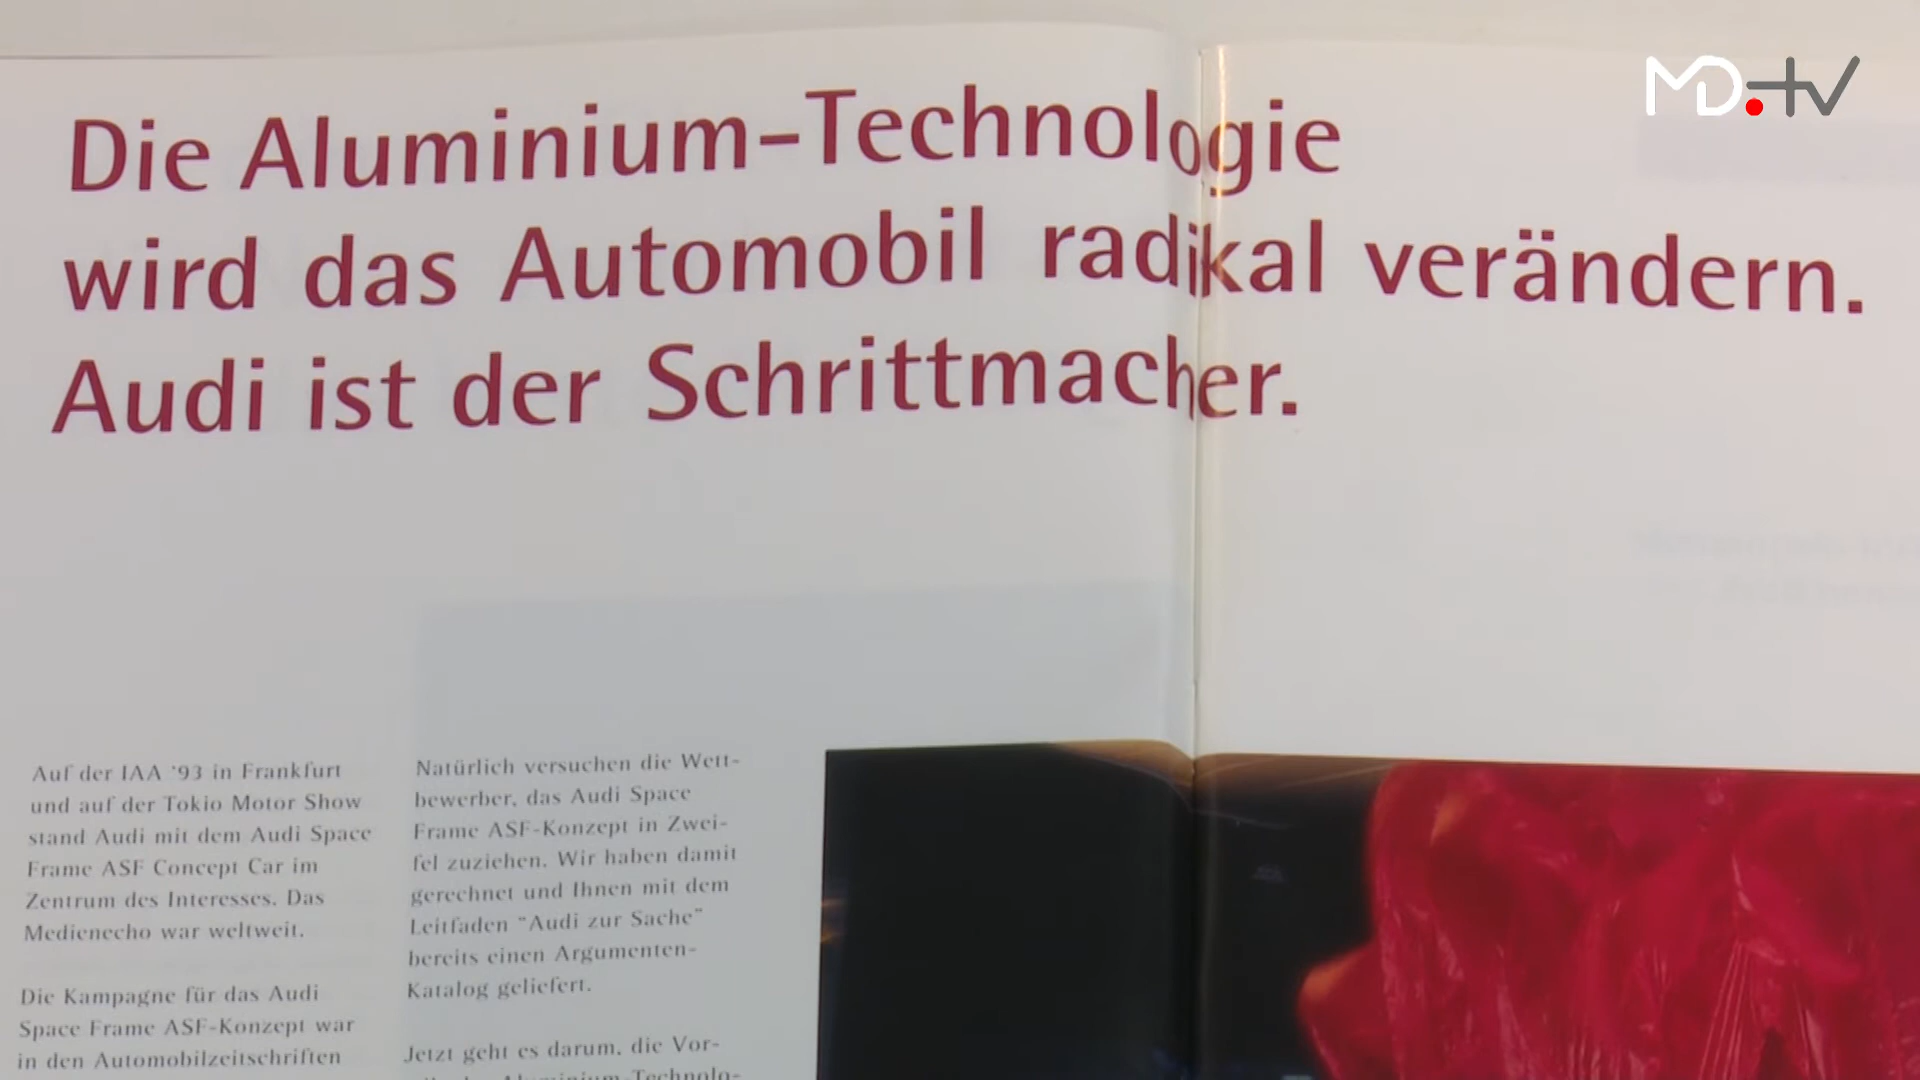 MD.tv
Die Aluminium-Technologie
wird das Automobil radikal verändern.
Audi ist der Schrittmacher.
Auf der IAA '93 in Frankfurt
und auf der Tokio Motor Show
stand Audi mit dem Audi Space
Frame ASF Concept Car im
Zentrum des Interesses. Das
Medienecho war weltweit.
Die Kampagne für das Audi
Space Frame ASF-Konzept war
in den Automobilzeitschriften
Natürlich versuchen die Wett-
bewerber, das Audi Space
Frame ASF-Konzept in Zwei-
fel zuziehen. Wir haben damit
gerechnet und Ihnen mit dem
Leitfaden "Audi zur Sache"
bereits einen Argumenten-
Katalog geliefert.
Jetzt geht es darum, die Vor-
der Aluminium-Technolo-